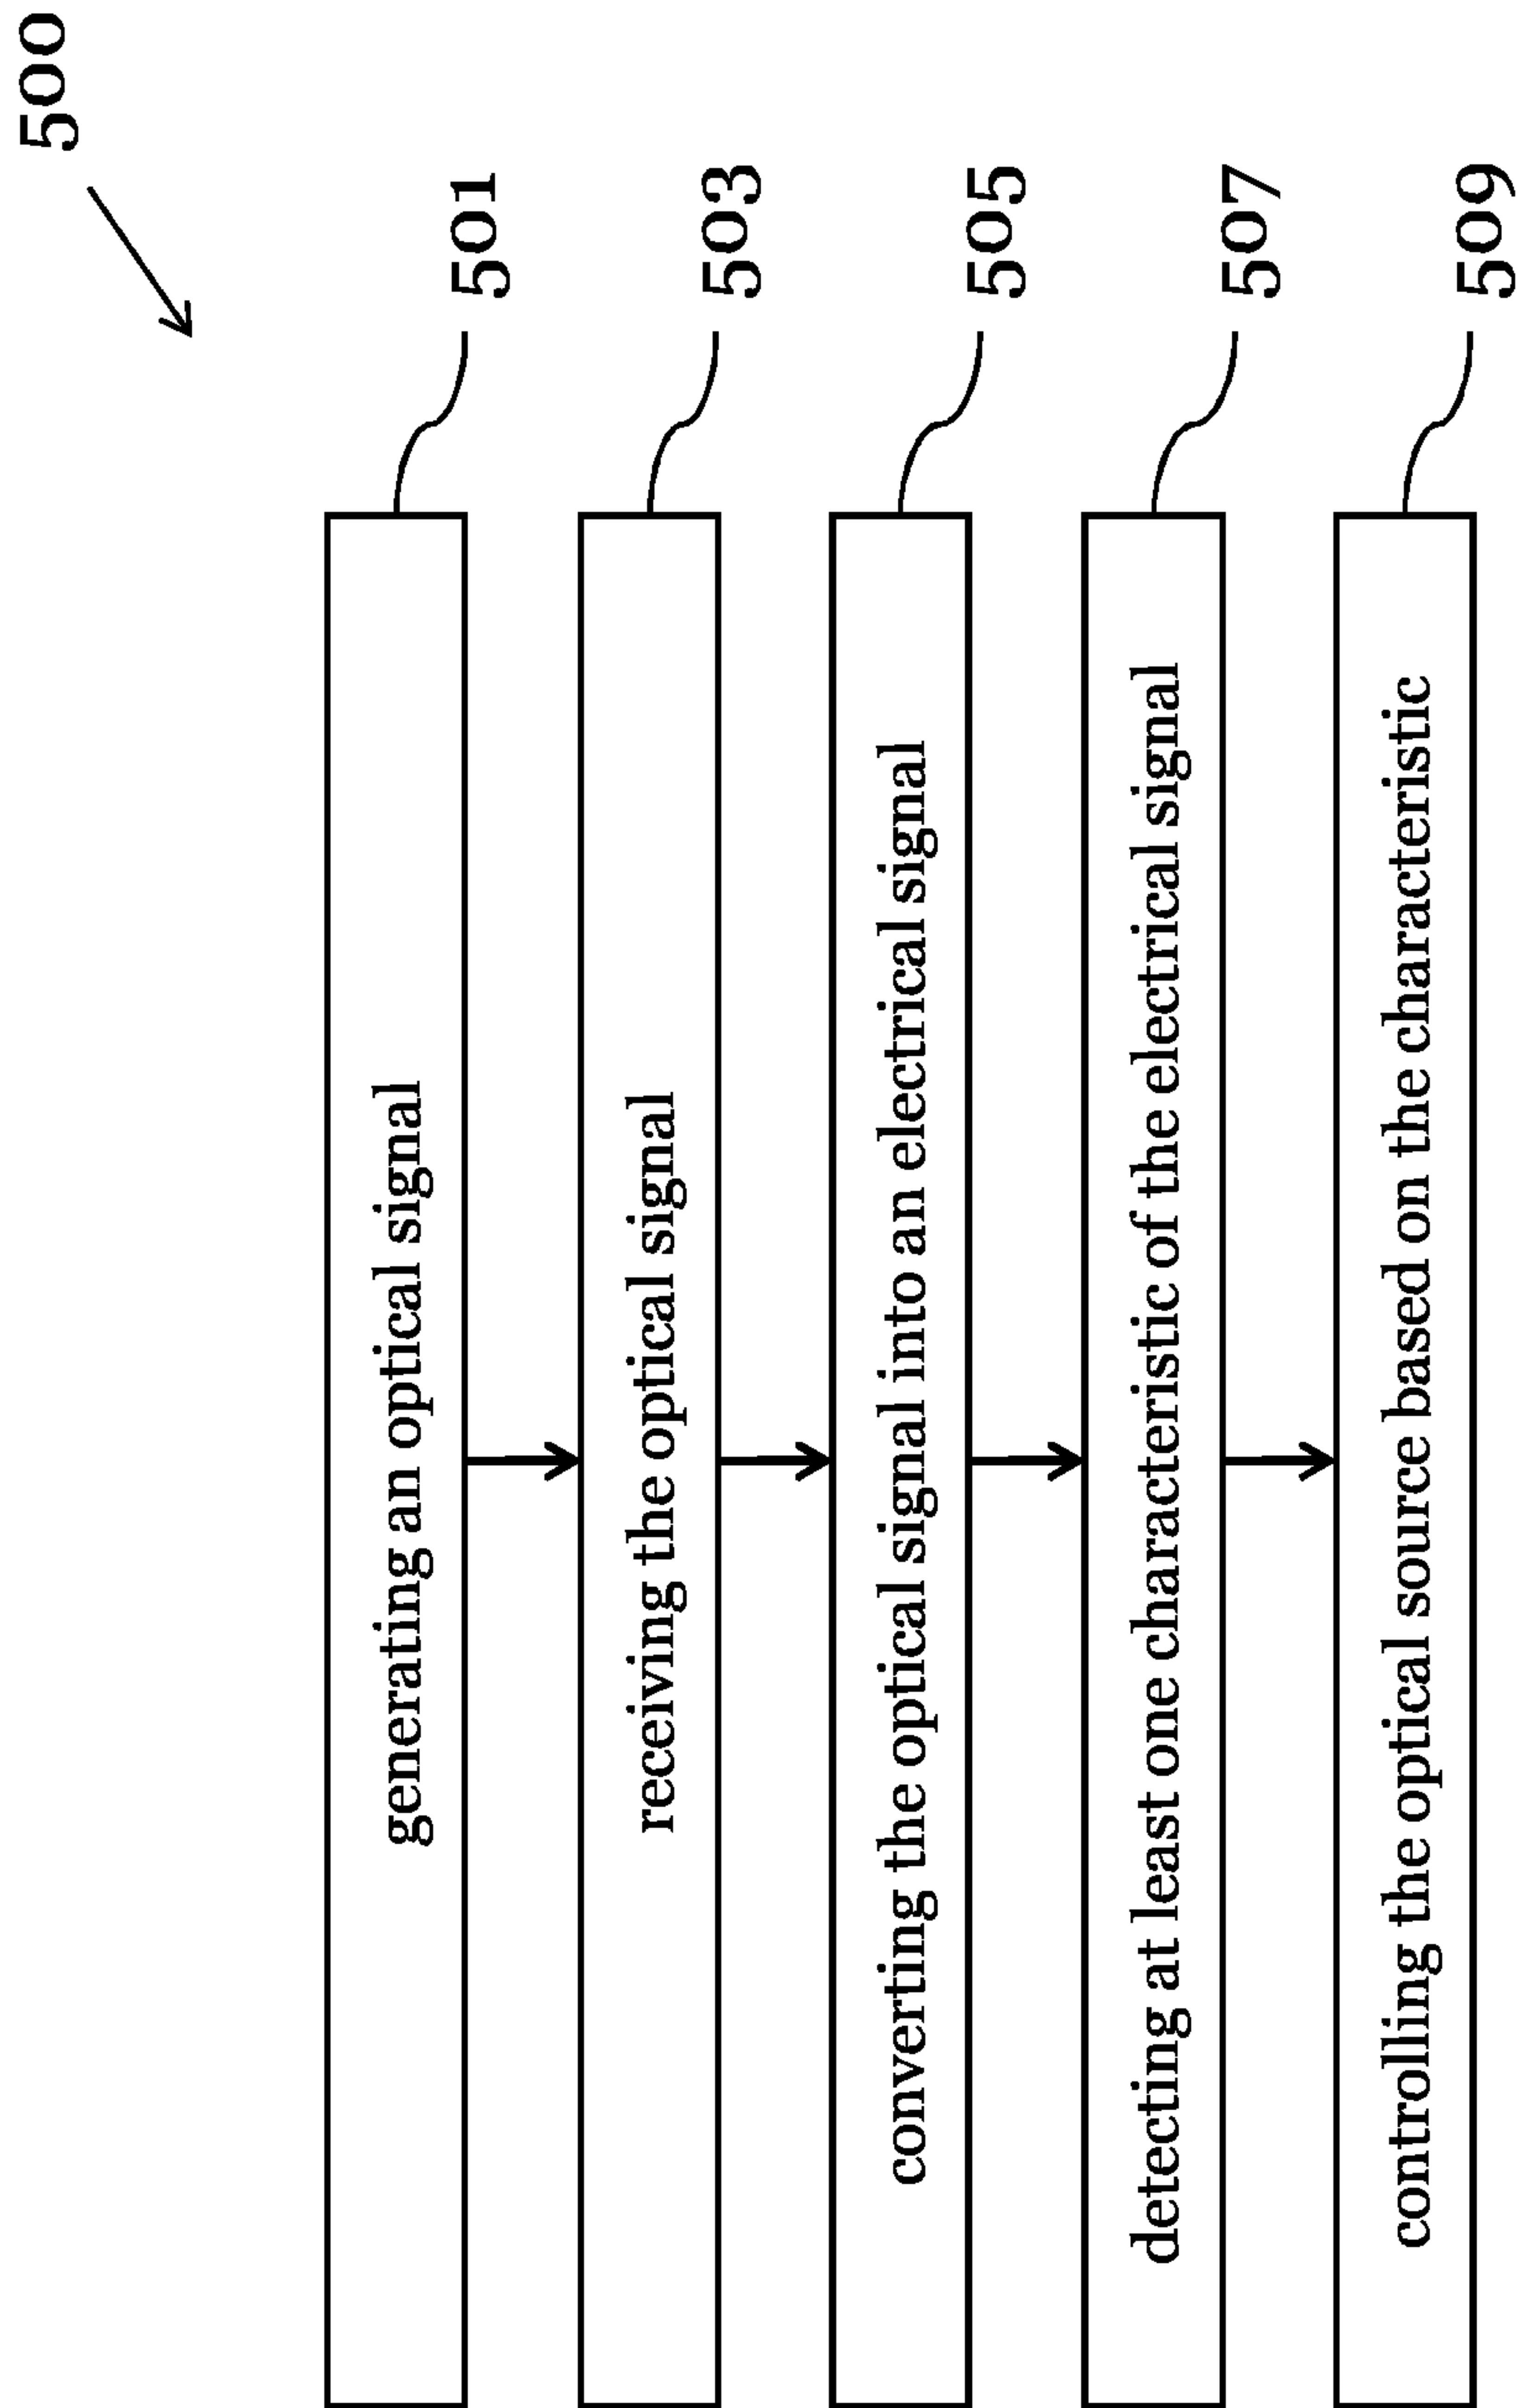 500
generating an optical signal
501
receiving the optical signal
503
converting the optical signal into an electrical signal
505
detecting at least one characteristic of the electrical signal
507
controlling the optical source based on the characteristic
509